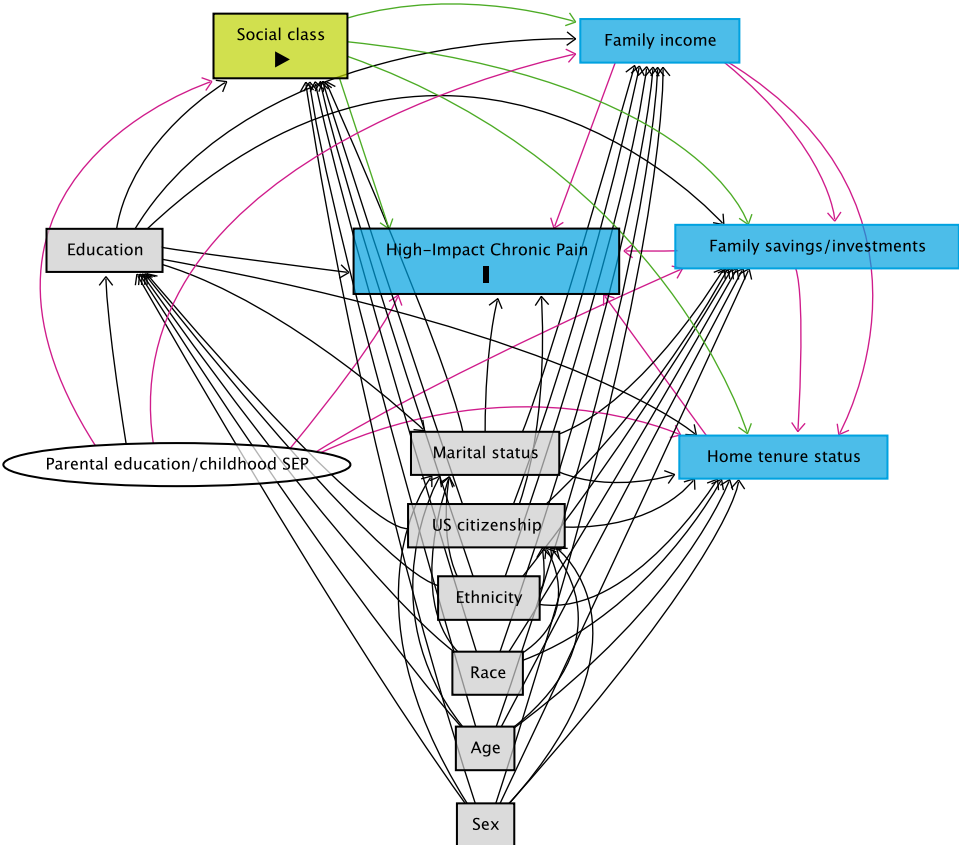 Social class
Family income
Education
High-Impact Chronic Pain
Family savings/investments
Parental education/childhood SEP
Marital status
Home tenure status
US citizenship
Ethnicity
Race
Age
Sex